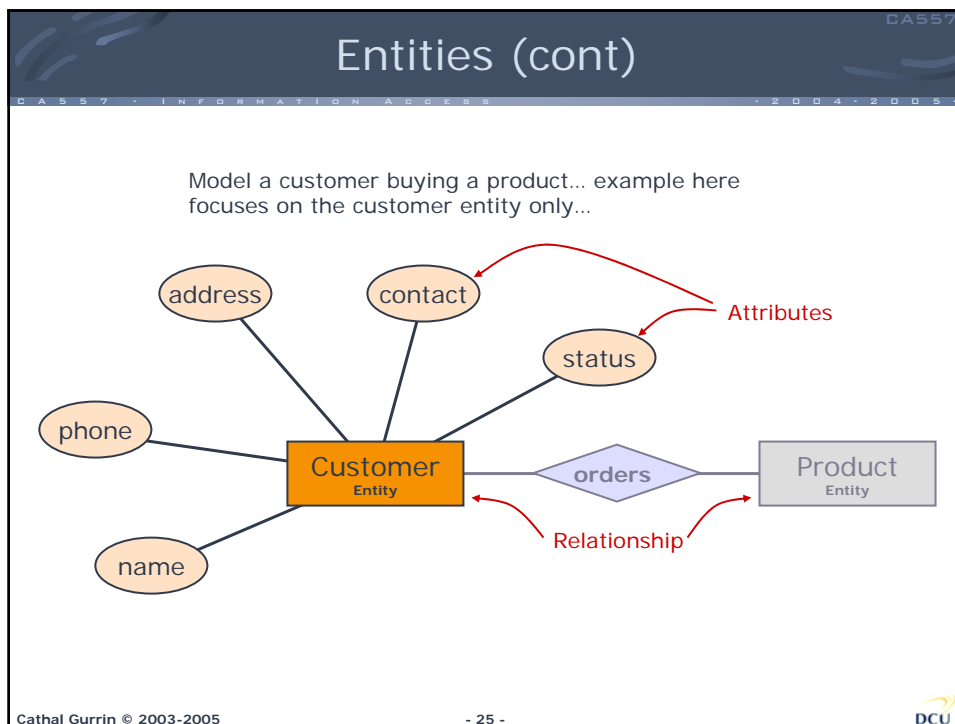 CA557
Entities (cont)
CA557 - Information Access
- 2004-2005 -
Model a customer buying a product... example here
focuses on the customer entity only...
address
contact
Attributes
status
phone
Customer
Entity
orders
Product
Entity
Relationship
name
Cathal Gurrin © 2003-2005
- 25 -
DCU